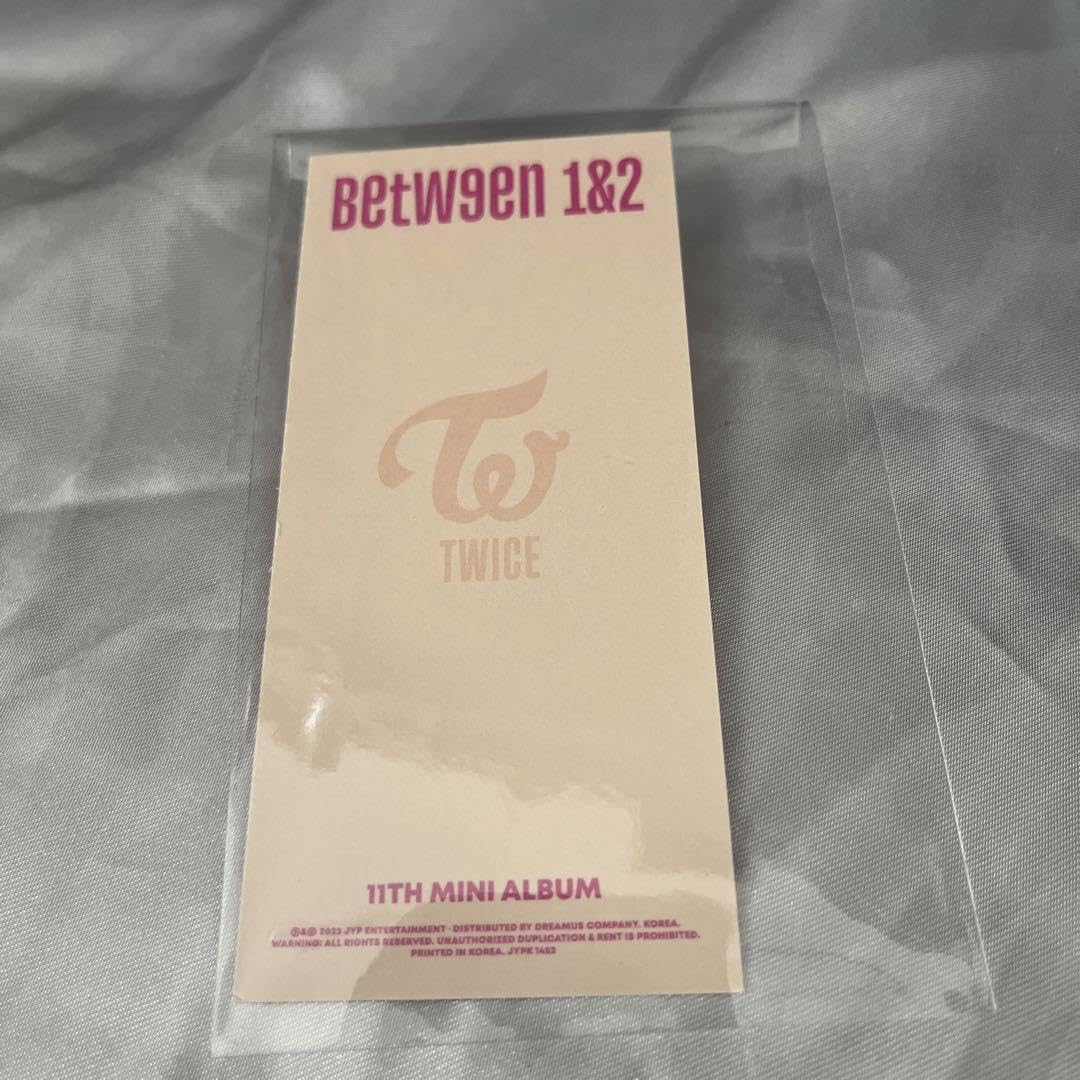 Betw9en 1&2
TW
TWICE
11TH MINI ALBUM
Ⓟ&Ⓒ 2022 JYP ENTERTAINMENT · DISTRIBUTED BY DREAMUS COMPANY, KOREA.
WARNING: ALL RIGHTS RESERVED. UNAUTHORIZED DUPLICATION & RENT IS PROHIBITED.
PRINTED IN KOREA. JYPK 1483